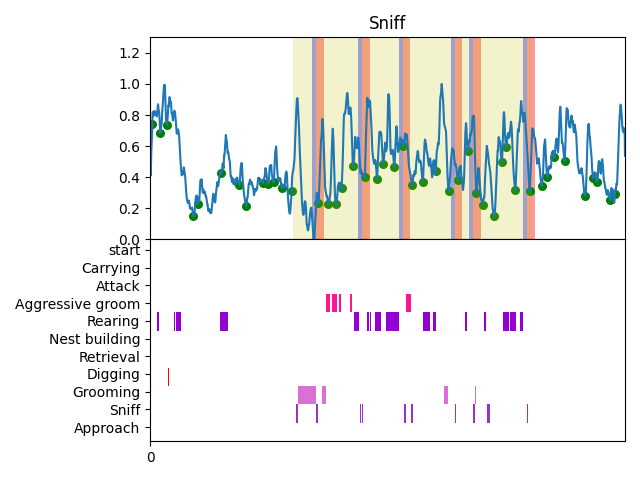 Sniff
1.2
1.0
0.8
0.6
0.4
0.2
0.0
start
Carrying
Attack
Aggressive groom
Rearing
Nest building
Retrieval
Digging
Grooming
Sniff
Approach
0